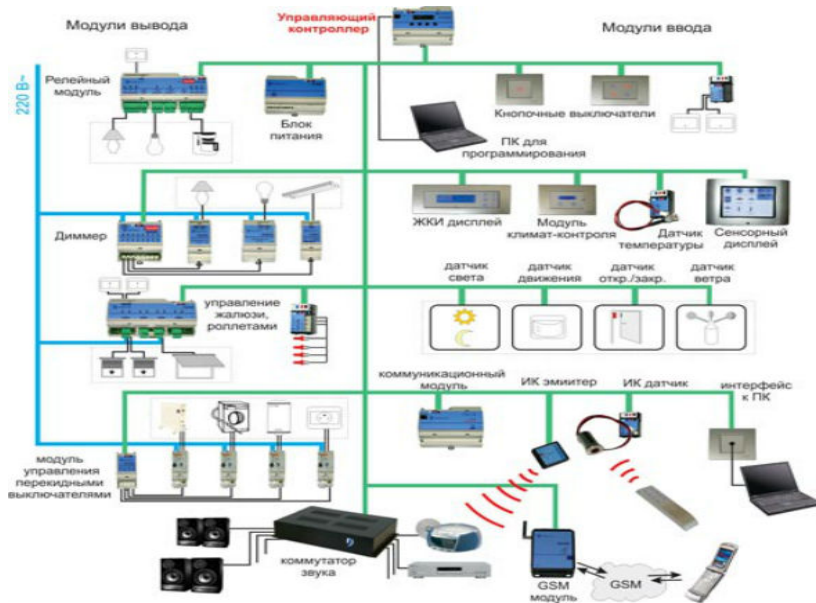 Модули вывода
Управляющий
контроллер
Модули ввода
220 В~
Релейный
модуль
Блок
питания
Кнопочные выключатели
ПК для
программирования
Диммер
ЖКИ дисплей
Модуль
климат-контроля
Датчик
температуры
Сенсорный
дисплей
датчик
света
датчик
движения
датчик
откр./закр.
датчик
ветра
управление
жалюзи,
роллетами
коммуникационный
модуль
ИК эмиитер
ИК датчик
интерфейс
к ПК
модуль
управления
перекидными
выключателями
коммутатор
звука
GSM
модуль
GSM